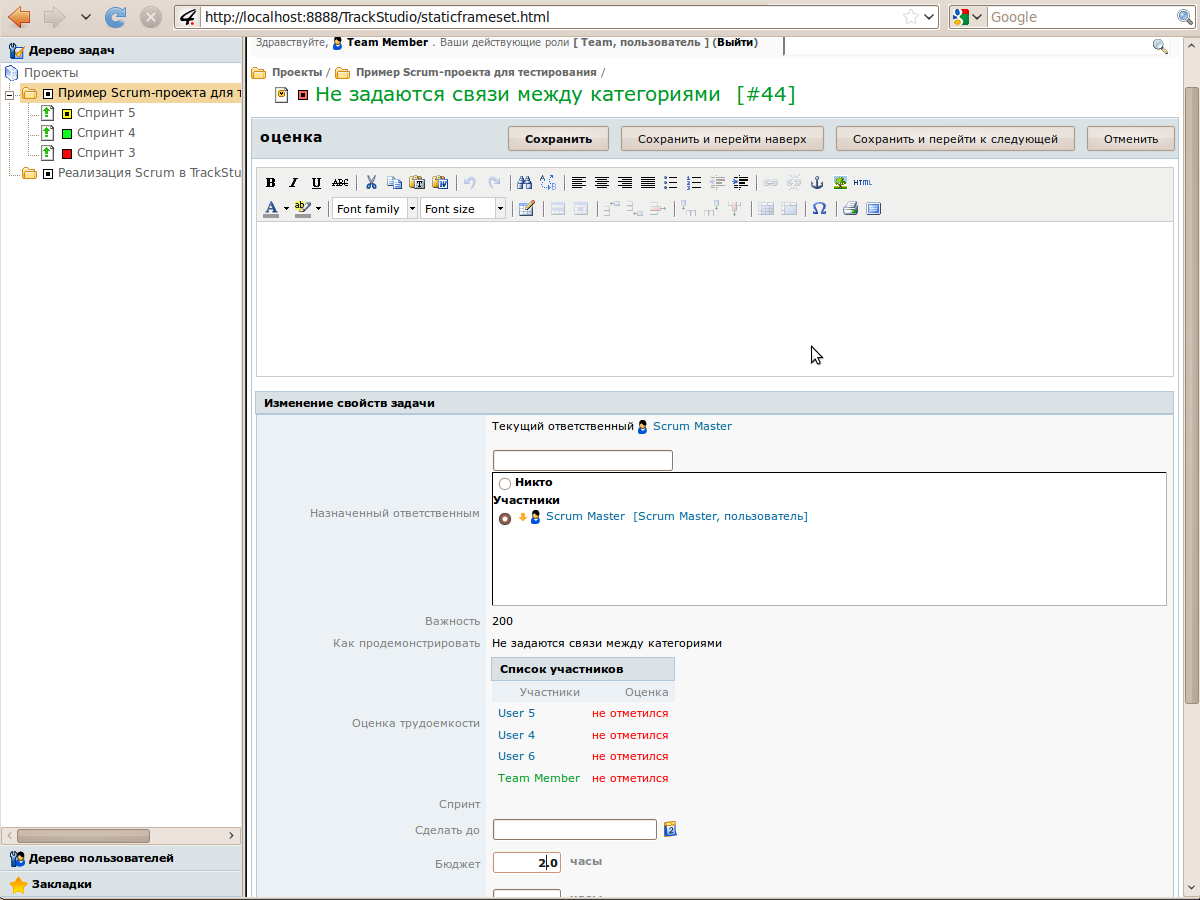 http://localhost:8888/TrackStudio/staticframeset.html
Google
Дерево задач
Проекты
Пример Scrum-проекта для т
Спринт 5
Спринт 4
Спринт 3
Реализация Scrum в TrackStu
Дерево пользователей
Закладки
Здравствуйте, Team Member . Ваши действующие роли [ Team, пользователь ] (Выйти)
Проекты / Пример Scrum-проекта для тестирования /
Не задаются связи между категориями [#44]
оценка
Сохранить
Сохранить и перейти наверх
Сохранить и перейти к следующей
Отменить
B I U ABC
HTML
Font family
Font size
Изменение свойств задачи
Текущий ответственный Scrum Master
Назначенный ответственным
Никто
Участники
Scrum Master [Scrum Master, пользователь]
Важность 200
Как продемонстрировать Не задаются связи между категориями
Оценка трудоемкости
Список участников
Участники Оценка
User 5 не отметился
User 4 не отметился
User 6 не отметился
Team Member не отметился
Спринт
Сделать до
Бюджет 2.0 часы